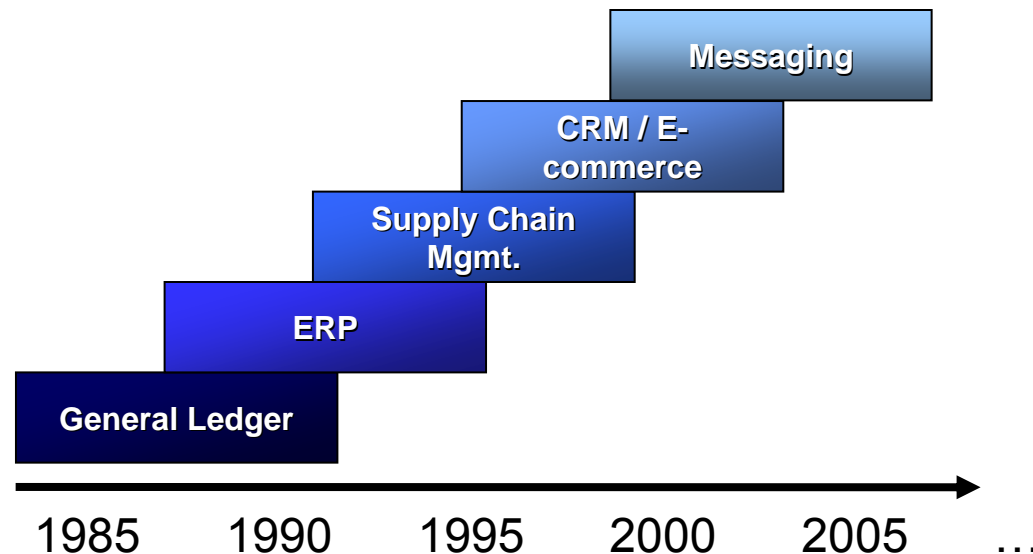 Messaging
CRM / E-
commerce
Supply Chain
Mgmt.
ERP
General Ledger
1985 1990 1995 2000 2005 ...